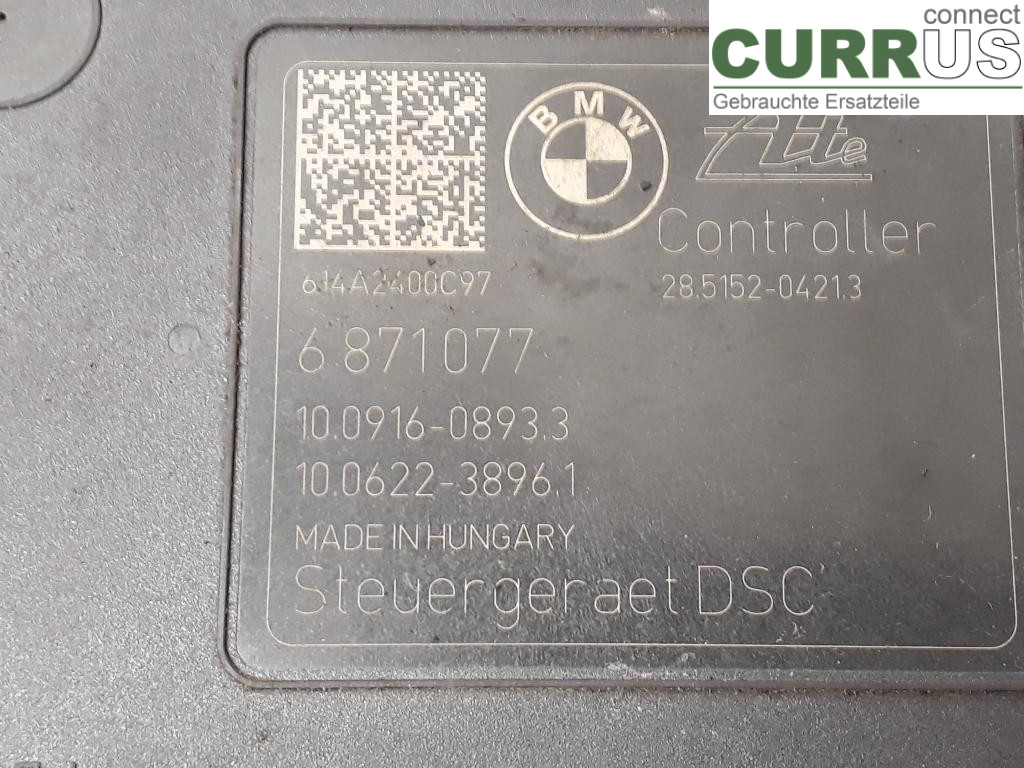 connect
CURRUS
Gebrauchte Ersatzteile
BMW
Ate
Controller
614A2400C97
28.5152-0421.3
6 871077
10.0916-0893.3
10.0622-3896.1
MADE IN HUNGARY
Steuergeraet DSC